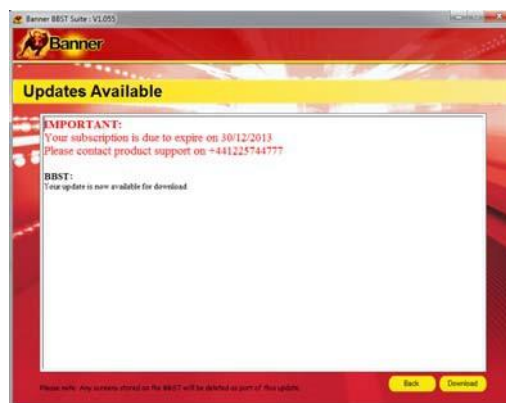 Banner BBST Suite : V1.055
Banner
Updates Available
IMPORTANT:
Your subscription is due to expire on 30/12/2013
Please contact product support on +441225744777
BBST:
Your update is now available for download
Please note: Any screens stored on the BBST will be deleted as part of this update.
Back
Download